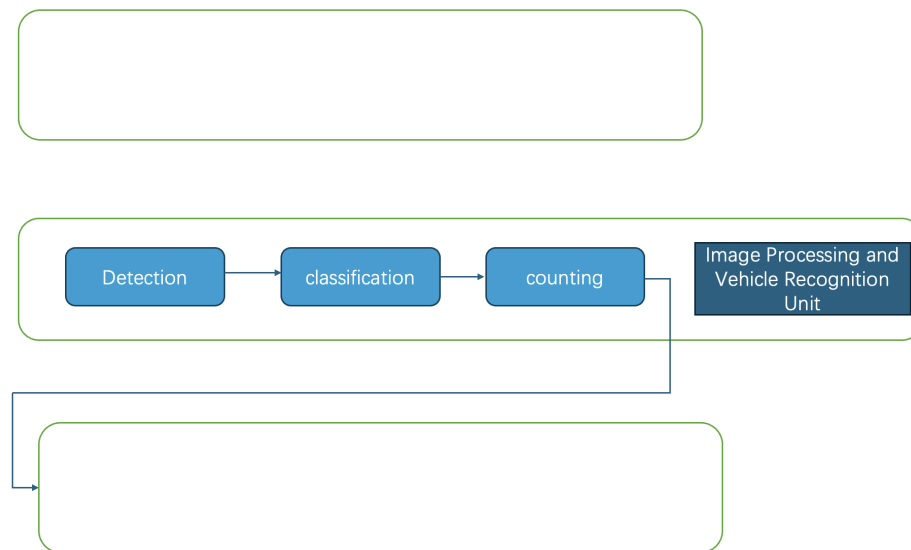 Detection
classification
counting
Image Processing and
Vehicle Recognition
Unit